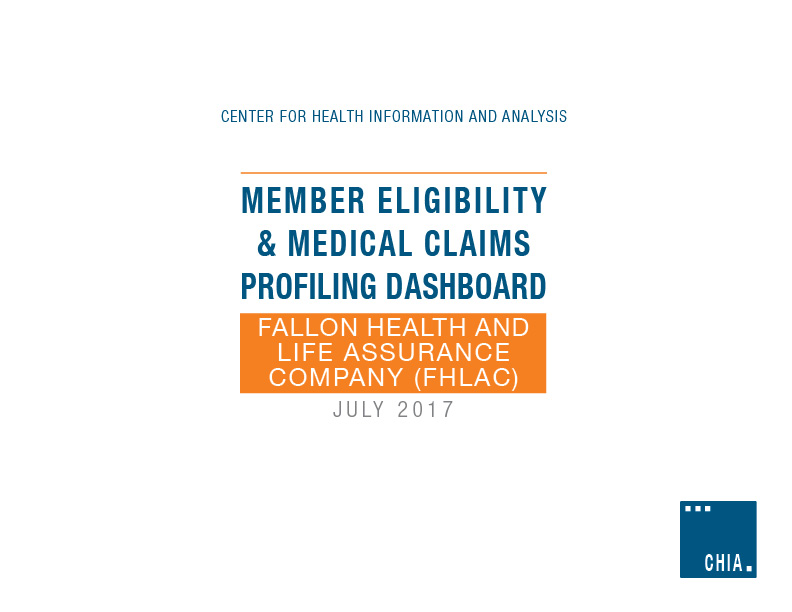 CENTER FOR HEALTH INFORMATION AND ANALYSIS
MEMBER ELIGIBILITY
& MEDICAL CLAIMS
PROFILING DASHBOARD
FALLON HEALTH AND
LIFE ASSURANCE
COMPANY (FHLAC)
JULY 2017
CHIA.